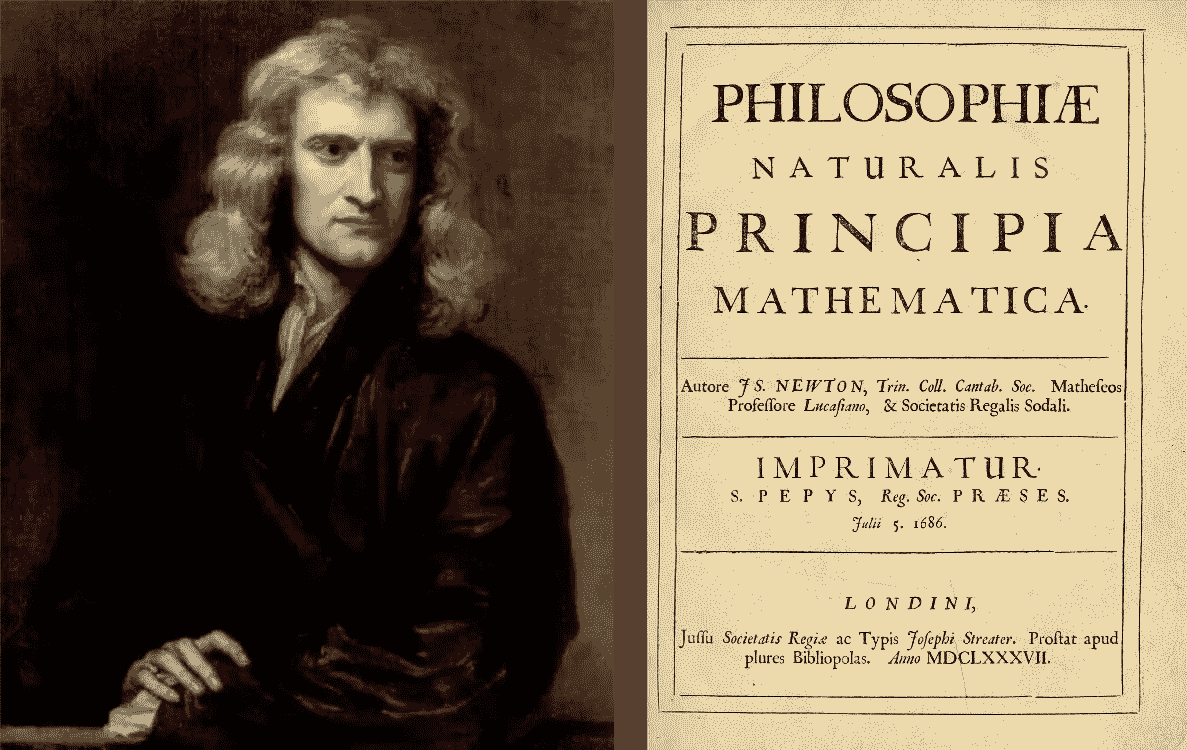 PHILOSOPHIÆ
NATURALIS
PRINCIPIA
MATHEMATICA.
Autore JS. NEWTON, Trin. Coll. Cantab. Soc. Matheſeos
Profeſſore Lucaſiano, & Societatis Regalis Sodali.
IMPRIMATUR.
S. PEPYS, Reg. Soc. PRÆSES.
Julii 5. 1686.
LONDINI,
Juſſu Societatis Regiæ ac Typis Joſephi Streater. Proſtat apud
plures Bibliopolas. Anno MDCLXXXVII.